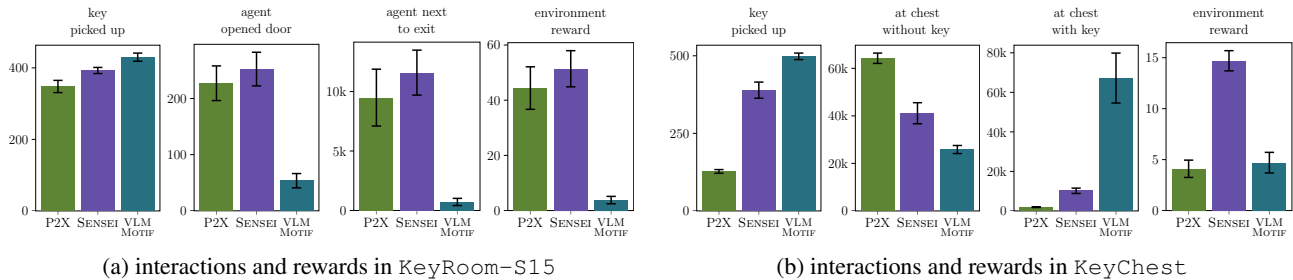 key
picked up
400
200
0
P2X SENSEI VLM
MOTIF
agent
opened door
200
100
0
P2X SENSEI VLM
MOTIF
agent next
to exit
10k
5k
0
P2X SENSEI VLM
MOTIF
environment
reward
60
40
20
0
P2X SENSEI VLM
MOTIF
(a) interactions and rewards in KeyRoom-S15
key
picked up
500
250
0
P2X SENSEI VLM
MOTIF
at chest
without key
60k
40k
20k
0
P2X SENSEI VLM
MOTIF
at chest
with key
80k
60k
40k
20k
0
P2X SENSEI VLM
MOTIF
environment
reward
15
10
5
0
P2X SENSEI VLM
MOTIF
(b) interactions and rewards in KeyChest